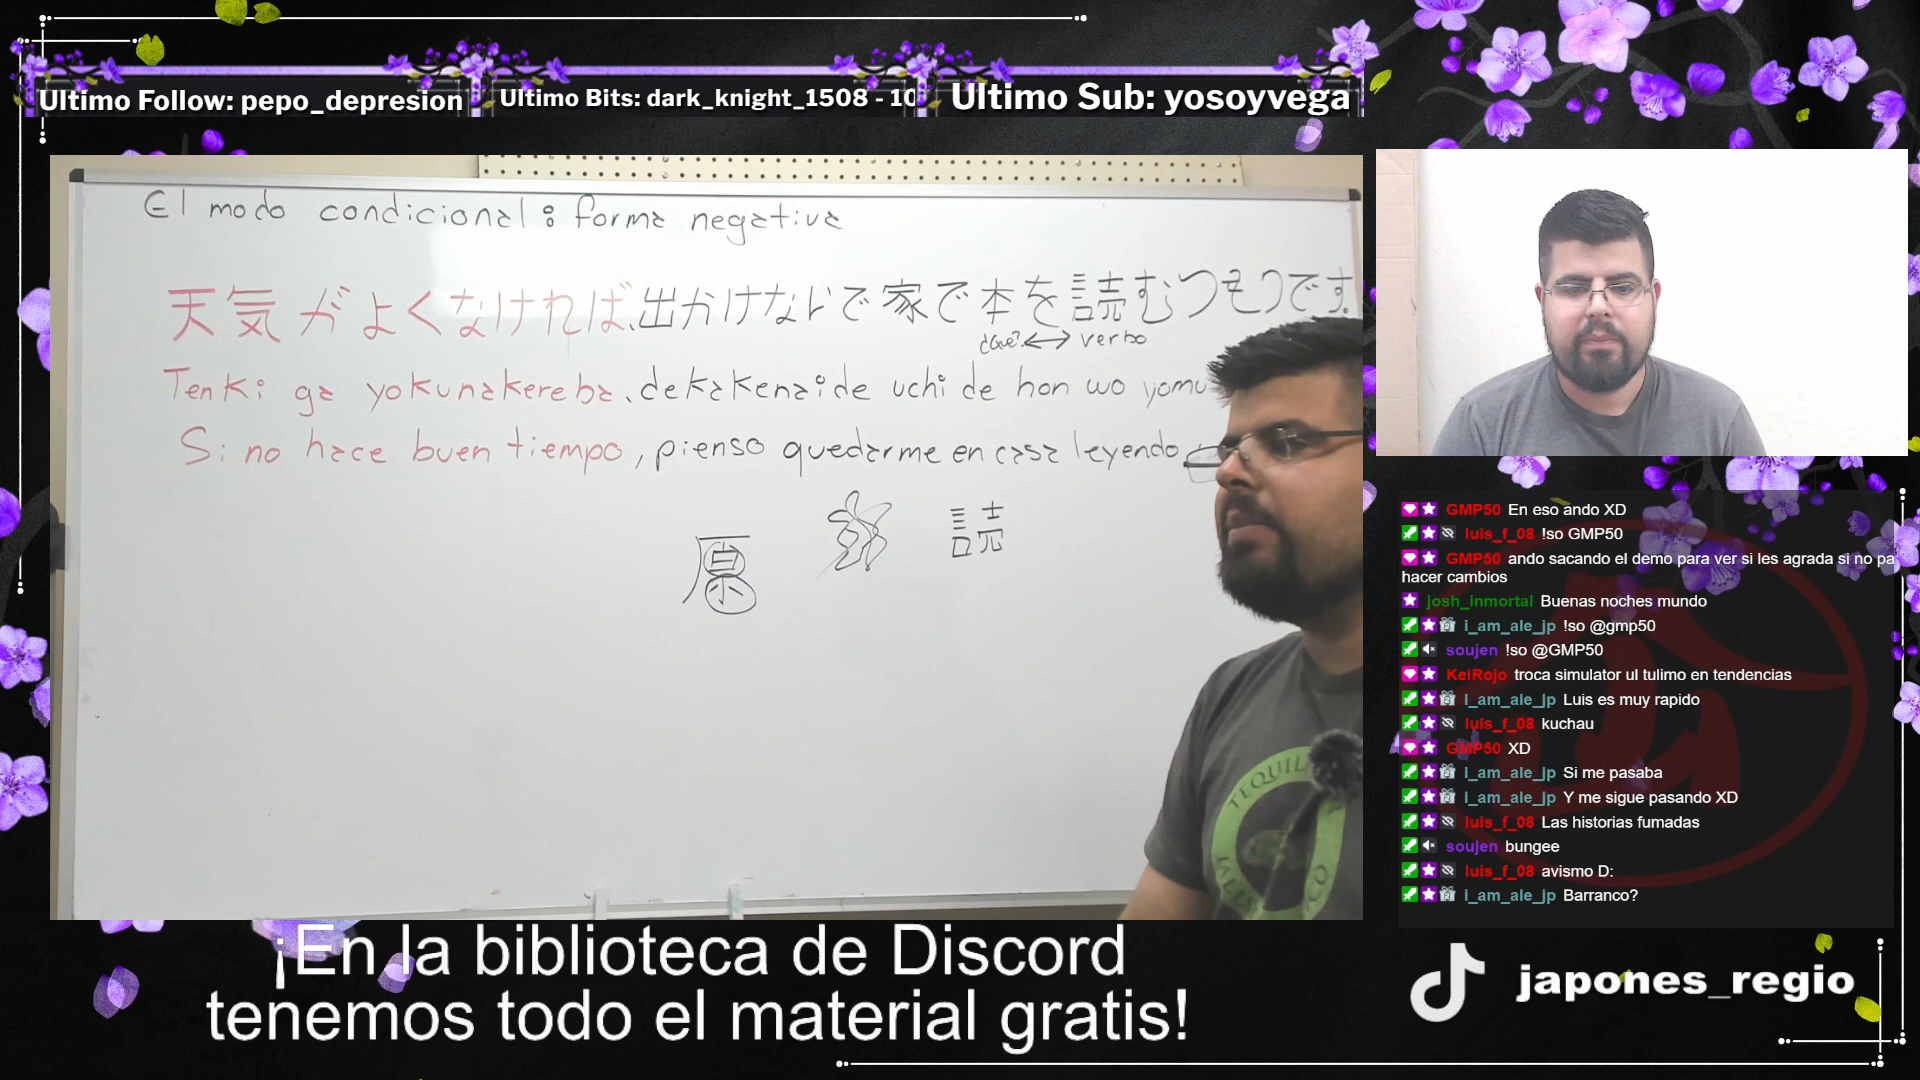 Ultimo Follow: pepo_depresion
Ultimo Bits: dark_knight_1508 - 10
Ultimo Sub: yosoyvega
El modo condicional: forma negativa
天気がよくなければ、出かけないで家で本を読むつもりです。
¿Que? ↔ verbo
Tenki ga yokunakereba、dekakenaide uchi de hon wo yomu
Si no hace buen tiempo, pienso quedarme en casa leyendo
原 読
TEQUIL
JALIS CO
GMP50 En eso ando XD
luis_f_08 !so GMP50
GMP50 ando sacando el demo para ver si les agrada si no pa
hacer cambios
josh_inmortal Buenas noches mundo
i_am_ale_jp !so @gmp50
soujen !so @GMP50
KelRojo troca simulator ul tulimo en tendencias
i_am_ale_jp Luis es muy rapido
luis_f_08 kuchau
GMP50 XD
i_am_ale_jp Si me pasaba
i_am_ale_jp Y me sigue pasando XD
luis_f_08 Las historias fumadas
soujen bungee
luis_f_08 avismo D:
i_am_ale_jp Barranco?
¡En la biblioteca de Discord
tenemos todo el material gratis!
japones_regio